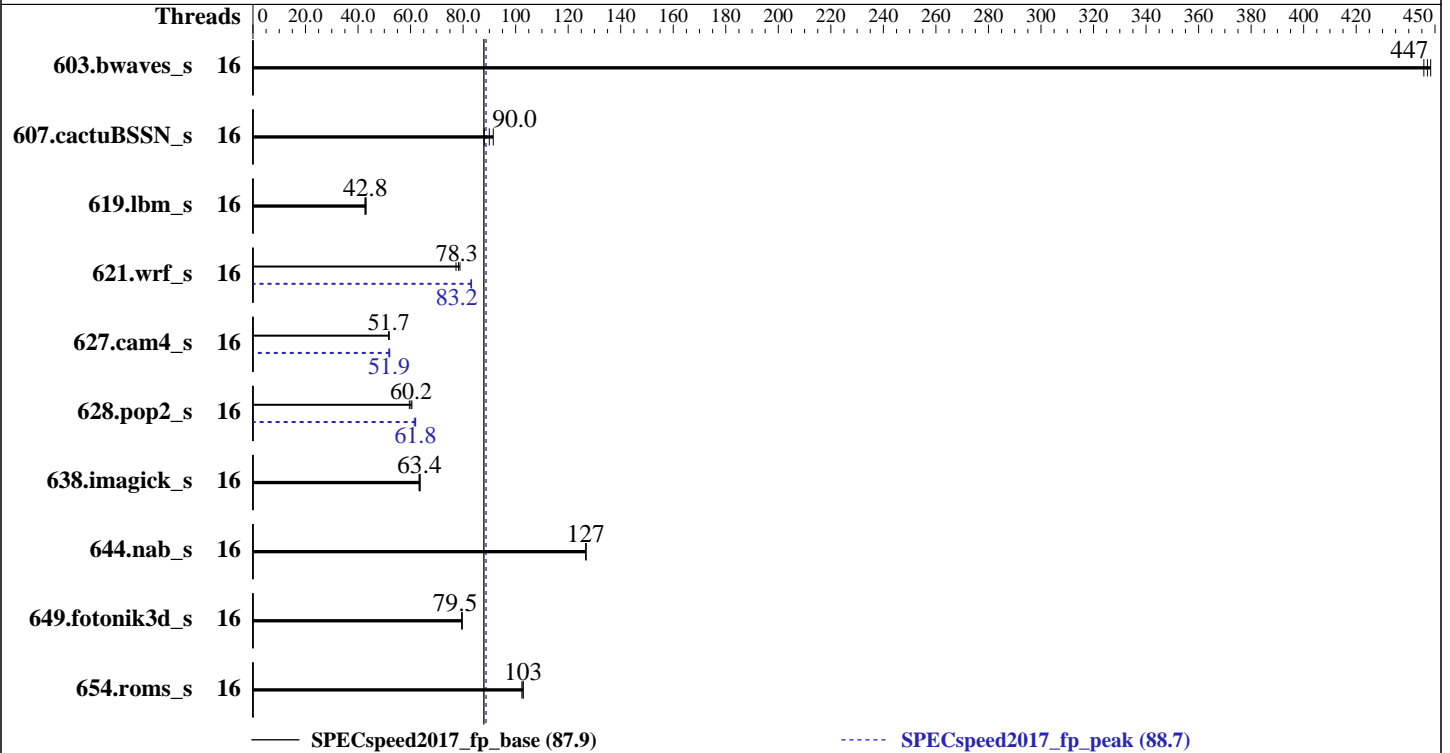 Threads 0 20.0 40.0 60.0 80.0 100 120 140 160 180 200 220 240 260 280 300 320 340 360 380 400 420 450
603.bwaves_s 16 447
607.cactuBSSN_s 16 90.0
619.lbm_s 16 42.8
621.wrf_s 16 78.3
83.2
627.cam4_s 16 51.7
51.9
628.pop2_s 16 60.2
61.8
638.imagick_s 16 63.4
644.nab_s 16 127
649.fotonik3d_s 16 79.5
654.roms_s 16 103
SPECspeed2017_fp_base (87.9) SPECspeed2017_fp_peak (88.7)